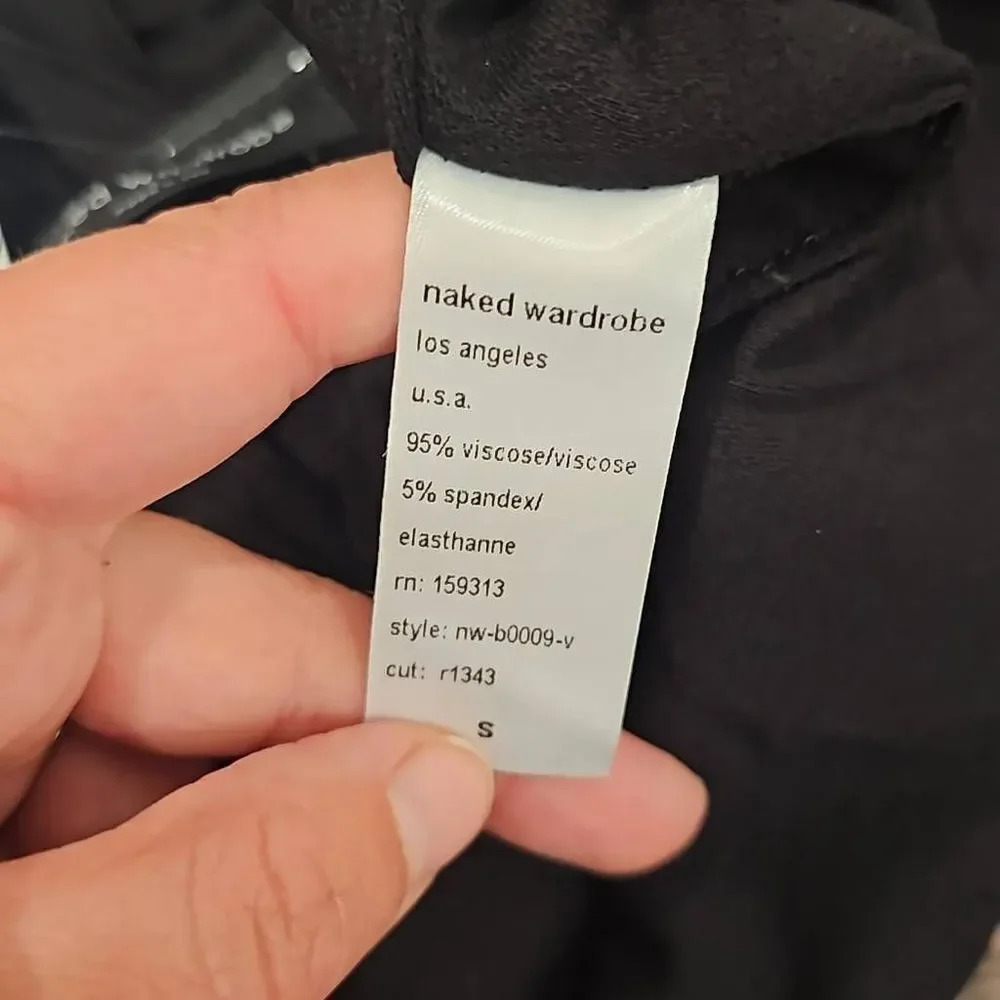 naked wardrobe
los angeles
u.s.a.
95% viscose/viscose
5% spandex/
elasthanne
rn: 159313
style: nw-b0009-v
cut: r1343
s